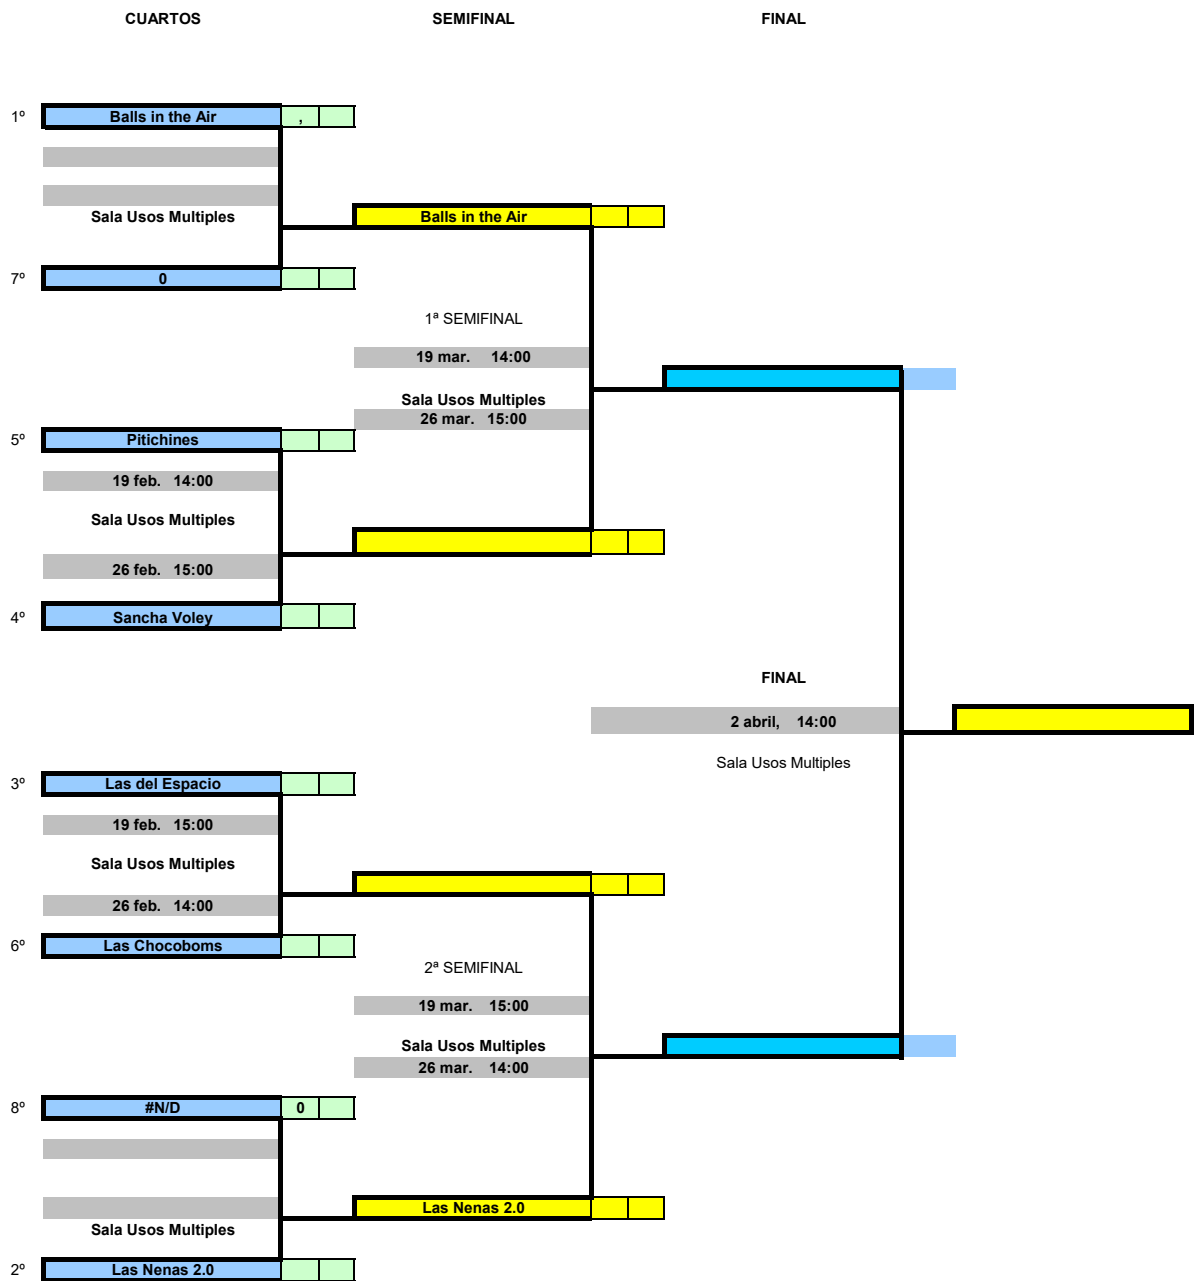 CUARTOS SEMIFINAL FINAL
1º Balls in the Air ,
Sala Usos Multiples Balls in the Air
7º 0
1ª SEMIFINAL
19 mar. 14:00
Sala Usos Multiples
26 mar. 15:00
5º Pitichines
19 feb. 14:00
Sala Usos Multiples
26 feb. 15:00
4º Sancha Voley
FINAL
2 abril, 14:00
Sala Usos Multiples
3º Las del Espacio
19 feb. 15:00
Sala Usos Multiples
26 feb. 14:00
6º Las Chocoboms
2ª SEMIFINAL
19 mar. 15:00
Sala Usos Multiples
26 mar. 14:00
8º #N/D 0
Las Nenas 2.0
Sala Usos Multiples
2º Las Nenas 2.0